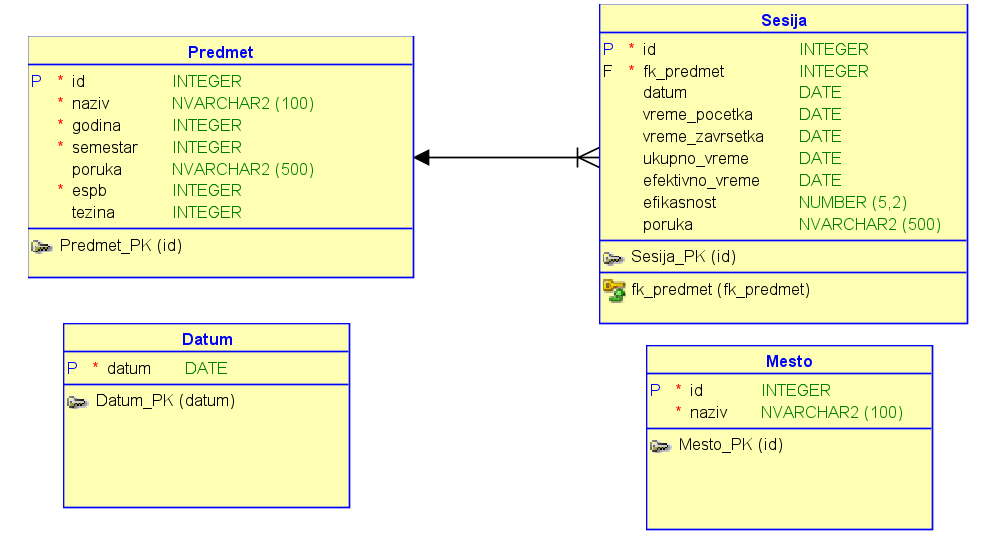 Predmet
P * id INTEGER
* naziv NVARCHAR2 (100)
* godina INTEGER
* semestar INTEGER
poruka NVARCHAR2 (500)
* espb INTEGER
tezina INTEGER
Predmet_PK (id)
Sesija
P * id INTEGER
F * fk_predmet INTEGER
datum DATE
vreme_pocetka DATE
vreme_zavrsetka DATE
ukupno_vreme DATE
efektivno_vreme DATE
efikasnost NUMBER (5,2)
poruka NVARCHAR2 (500)
Sesija_PK (id)
fk_predmet (fk_predmet)
Datum
P * datum DATE
Datum_PK (datum)
Mesto
P * id INTEGER
* naziv NVARCHAR2 (100)
Mesto_PK (id)